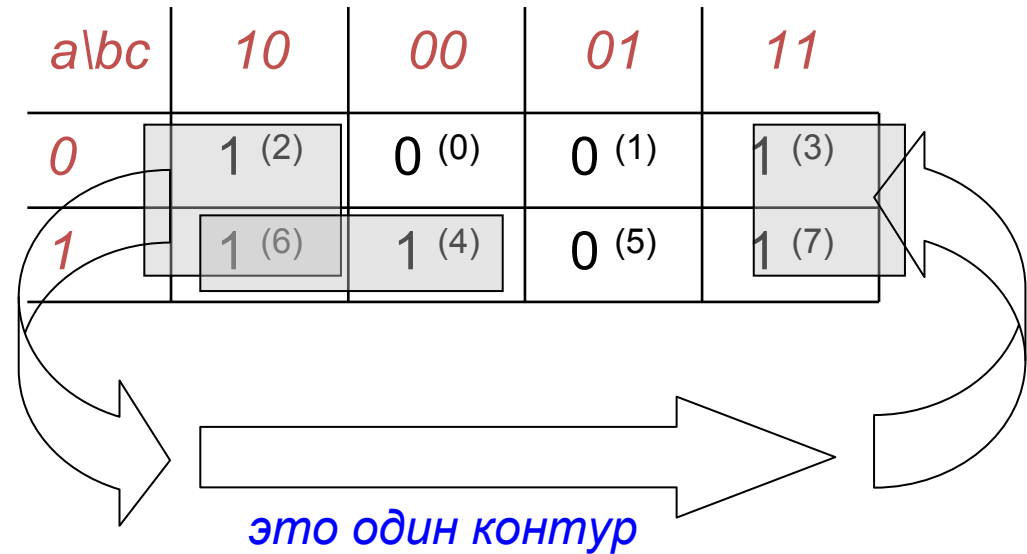 a\bc 10 00 01 11
0 1 (2) 0 (0) 0 (1) 1 (3)
1 1 (6) 1 (4) 0 (5) 1 (7)
это один контур